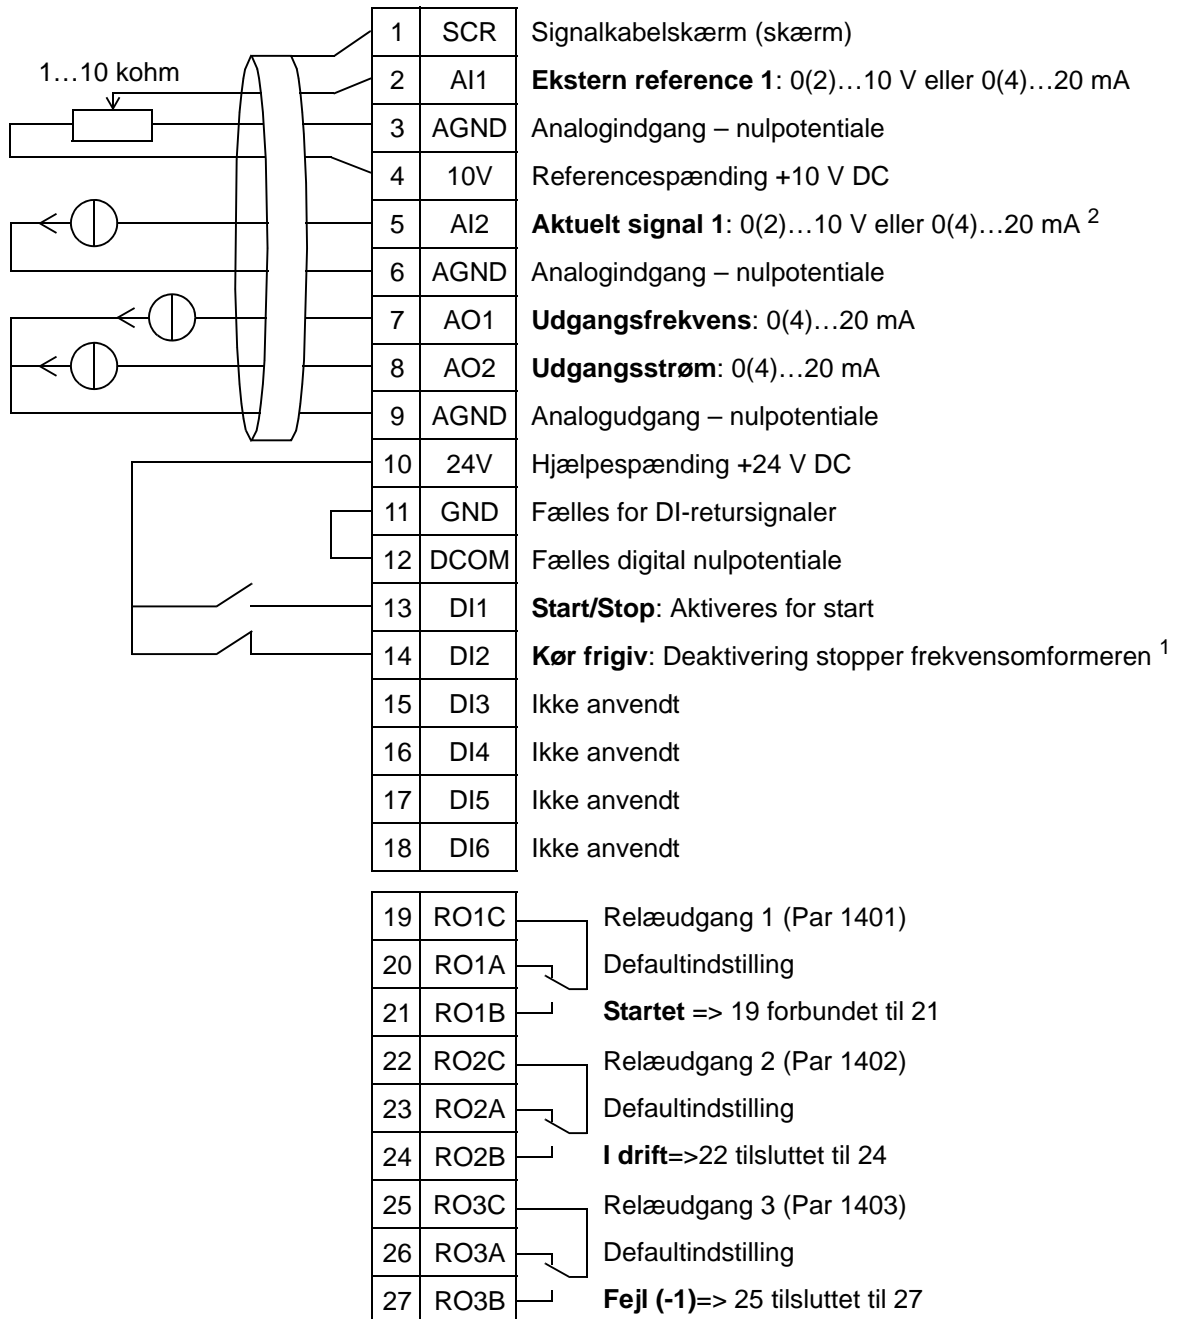 1 SCR Signalkabelskærm (skærm)
1…10 kohm
2 AI1 Ekstern reference 1: 0(2)…10 V eller 0(4)…20 mA
3 AGND Analogindgang – nulpotentiale
4 10V Referencespænding +10 V DC
5 AI2 Aktuelt signal 1: 0(2)…10 V eller 0(4)…20 mA 2
6 AGND Analogindgang – nulpotentiale
7 AO1 Udgangsfrekvens: 0(4)…20 mA
8 AO2 Udgangsstrøm: 0(4)…20 mA
9 AGND Analogudgang – nulpotentiale
10 24V Hjælpespænding +24 V DC
11 GND Fælles for DI-retursignaler
12 DCOM Fælles digital nulpotentiale
13 DI1 Start/Stop: Aktiveres for start
14 DI2 Kør frigiv: Deaktivering stopper frekvensomformeren 1
15 DI3 Ikke anvendt
16 DI4 Ikke anvendt
17 DI5 Ikke anvendt
18 DI6 Ikke anvendt
19 RO1C Relæudgang 1 (Par 1401)
20 RO1A Defaultindstilling
21 RO1B Startet => 19 forbundet til 21
22 RO2C Relæudgang 2 (Par 1402)
23 RO2A Defaultindstilling
24 RO2B I drift=>22 tilsluttet til 24
25 RO3C Relæudgang 3 (Par 1403)
26 RO3A Defaultindstilling
27 RO3B Fejl (-1)=> 25 tilsluttet til 27